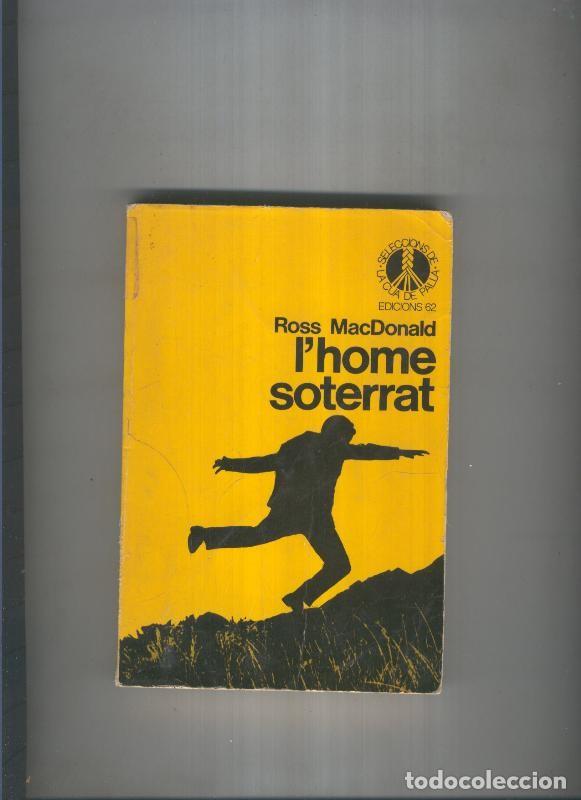 • SELECCIONS DE •
LA CUA DE PALLA
EDICIONS 62
Ross MacDonald
l'home
soterrat
todocoleccion